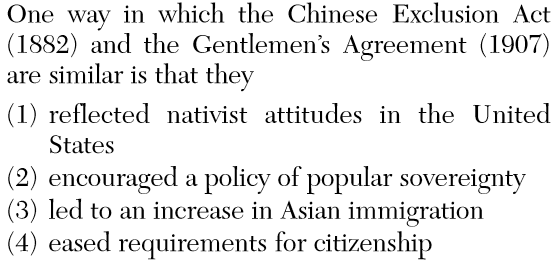 One way in which the Chinese Exclusion Act
(1882) and the Gentlemen’s Agreement (1907)
are similar is that they
(1) reflected nativist attitudes in the United
States
(2) encouraged a policy of popular sovereignty
(3) led to an increase in Asian immigration
(4) eased requirements for citizenship